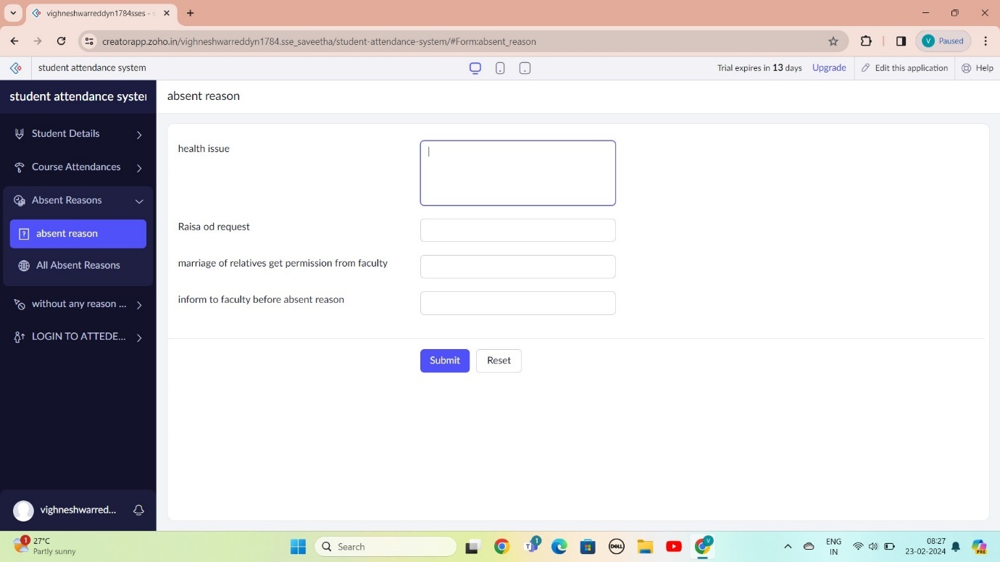 vighneshwarreddyn1784sses - s
creatorapp.zoho.in/vighneshwarreddyn1784.sse_saveetha/student-attendance-system/#Form:absent_reason
V Paused
student attendance system
Trial expires in 13 days Upgrade Edit this application Help
student attendance syster
absent reason
Student Details
Course Attendances
Absent Reasons
absent reason
All Absent Reasons
without any reason ...
LOGIN TO ATTEDE...
health issue
Raisa od request
marriage of relatives get permission from faculty
inform to faculty before absent reason
Submit Reset
vighneshwarred...
1
27°C
Partly sunny
Search
1
DELL
V
ENG
IN
08:27
23-02-2024
PRE